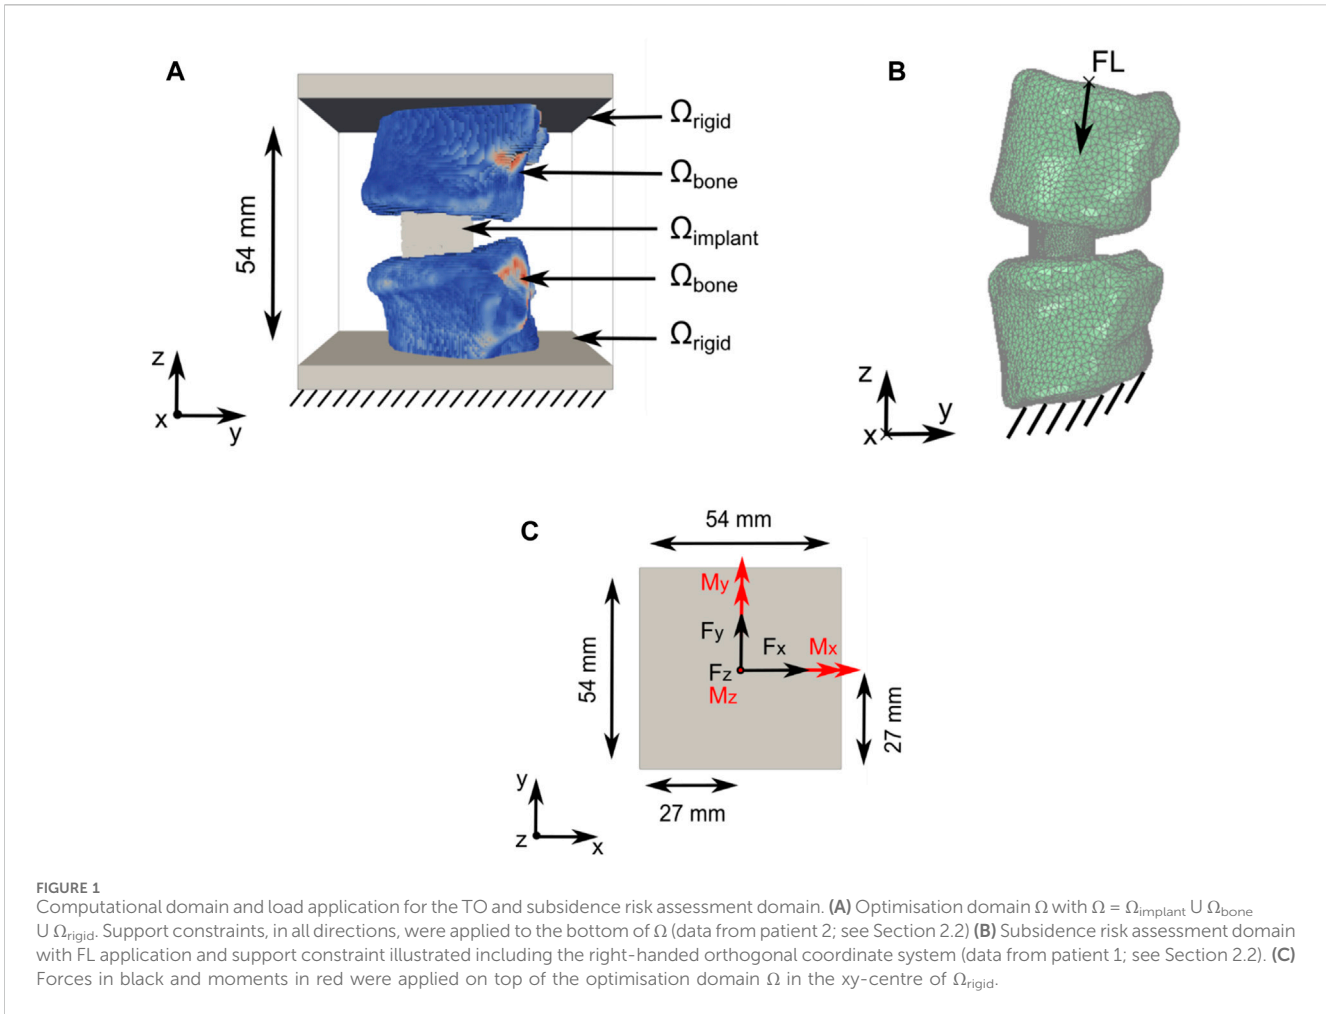 A
Ωrigid
Ωbone
Ωimplant
Ωbone
Ωrigid
54 mm
z
x
y
B
FL
z
y
x
C
54 mm
My
Fy
Fx
Mx
Fz
Mz
54 mm
27 mm
27 mm
y
z
x
FIGURE 1
Computational domain and load application for the TO and subsidence risk assessment domain. (A) Optimisation domain Ω with Ω = Ωimplant U Ωbone
U Ωrigid. Support constraints, in all directions, were applied to the bottom of Ω (data from patient 2; see Section 2.2) (B) Subsidence risk assessment domain
with FL application and support constraint illustrated including the right-handed orthogonal coordinate system (data from patient 1; see Section 2.2). (C)
Forces in black and moments in red were applied on top of the optimisation domain Ω in the xy-centre of Ωrigid.